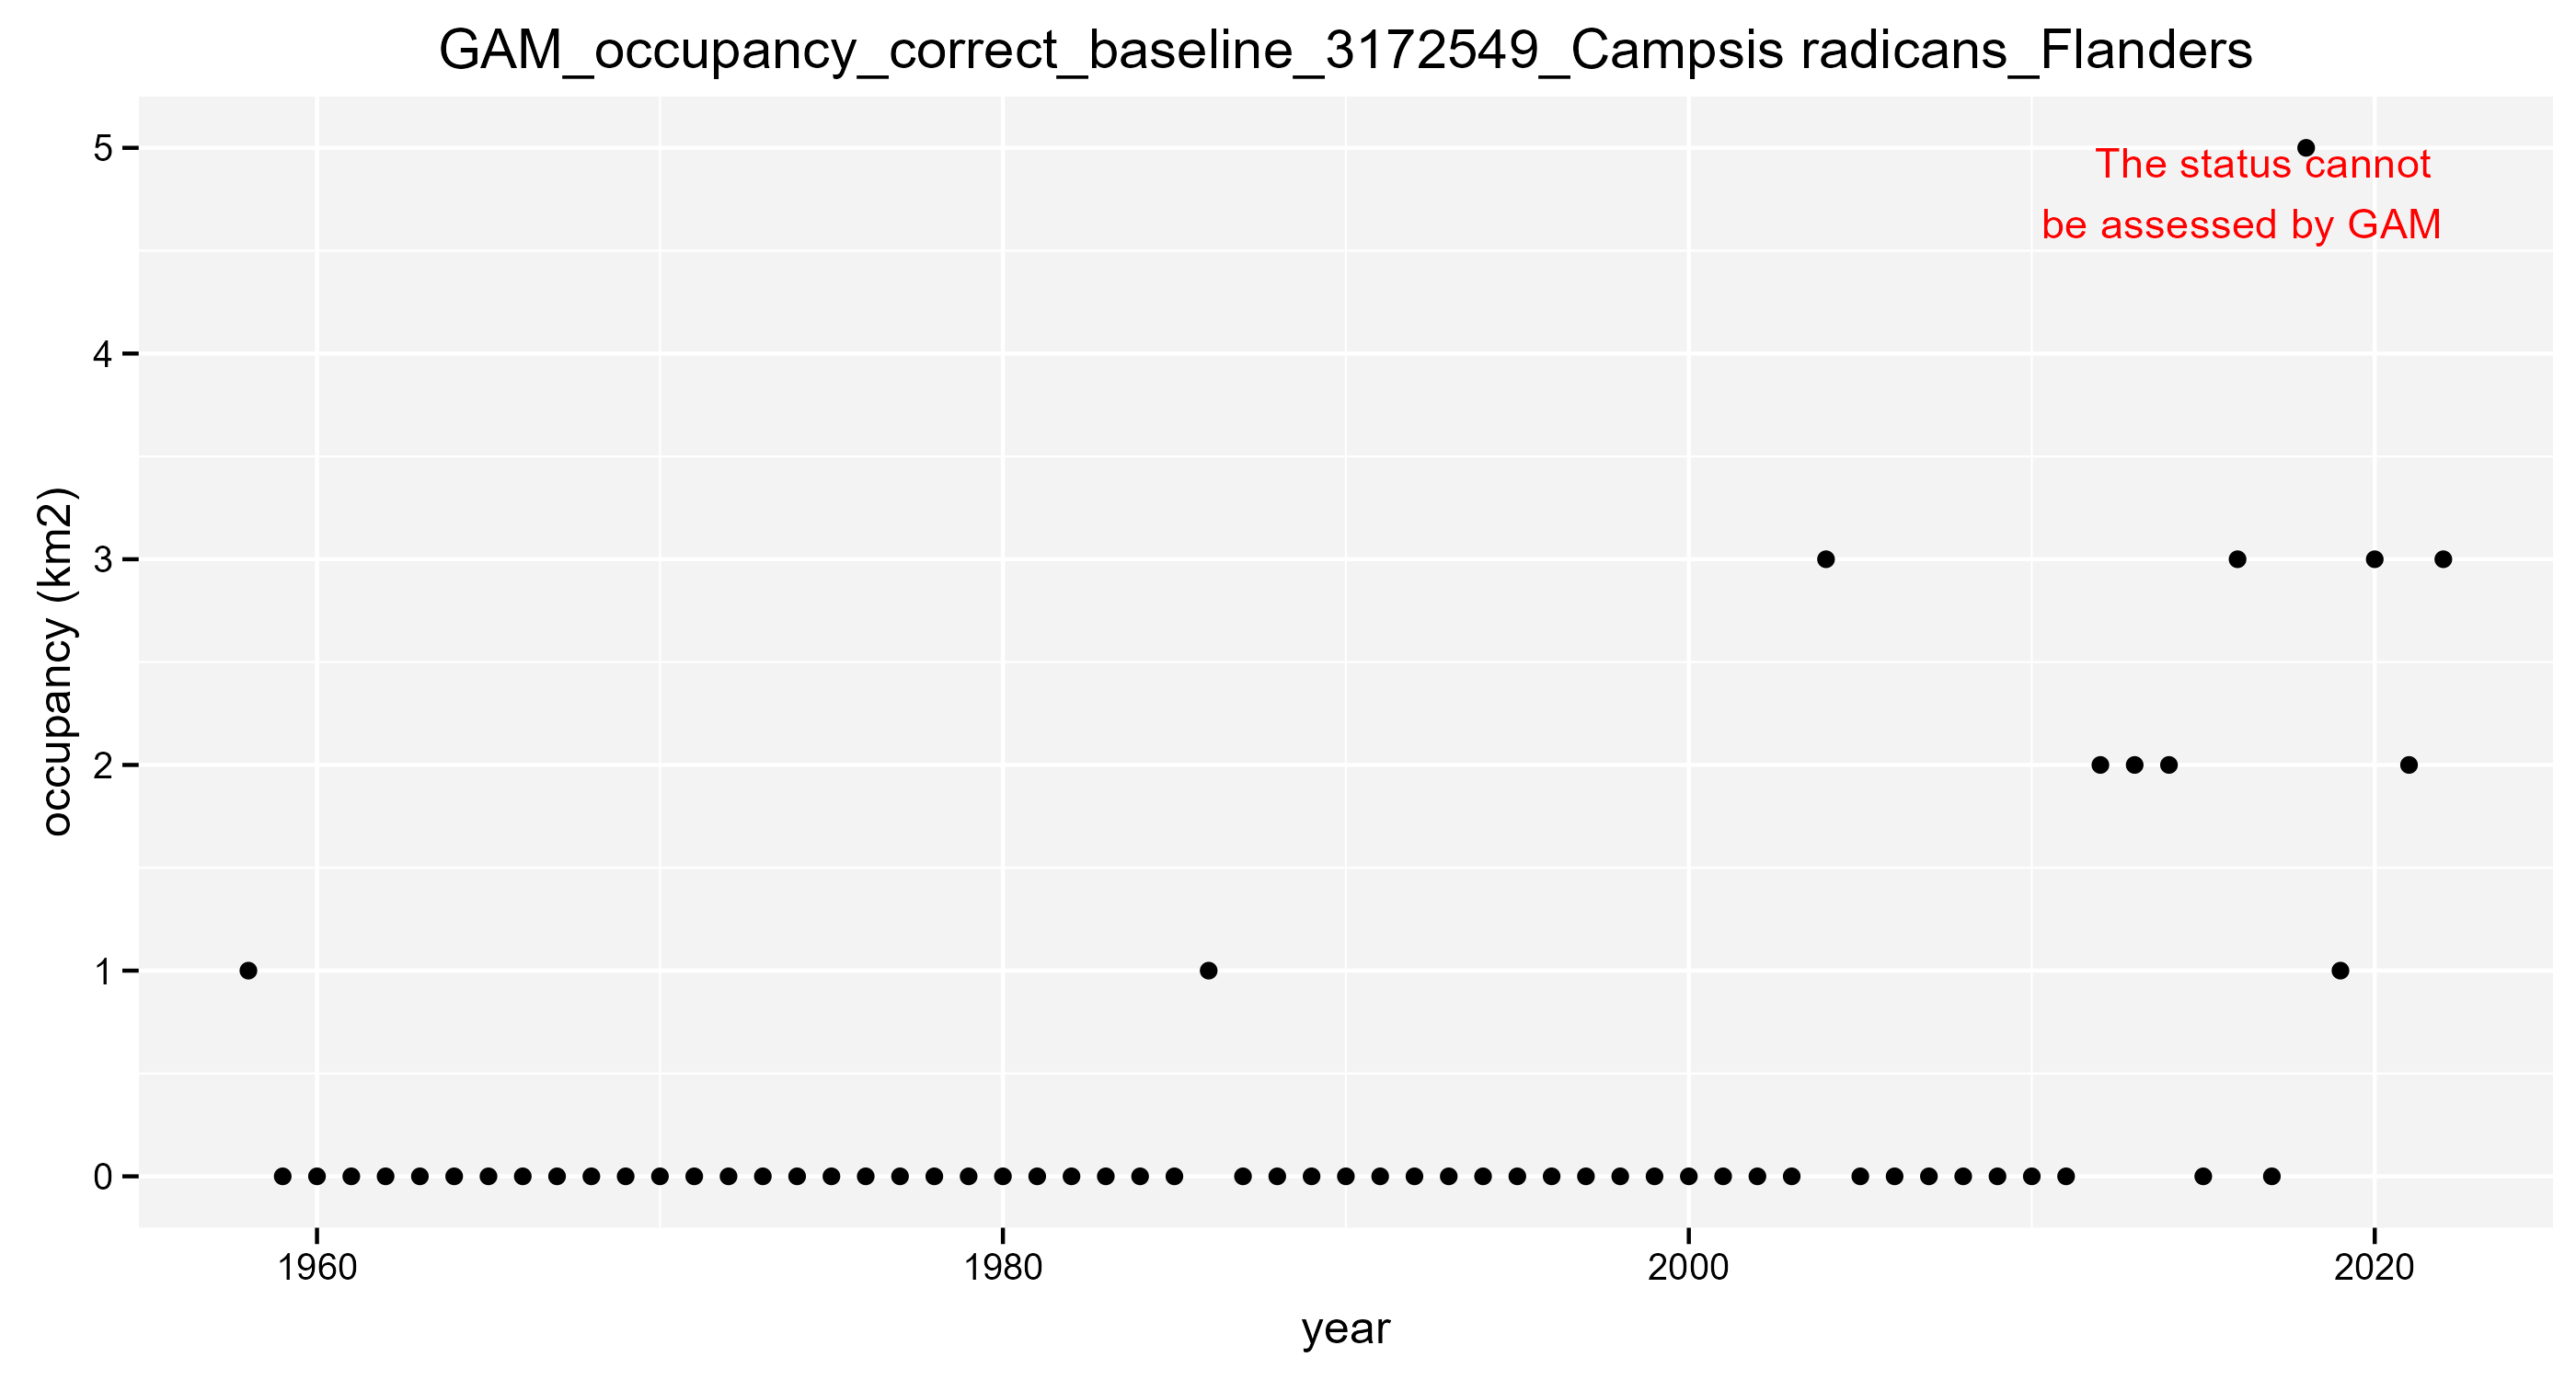 GAM_occupancy_correct_baseline_3172549_Campsis radicans_Flanders
5
The status cannot
be assessed by GAM
4
3
2
1
0
occupancy (km2)
1960
1980
2000
2020
year